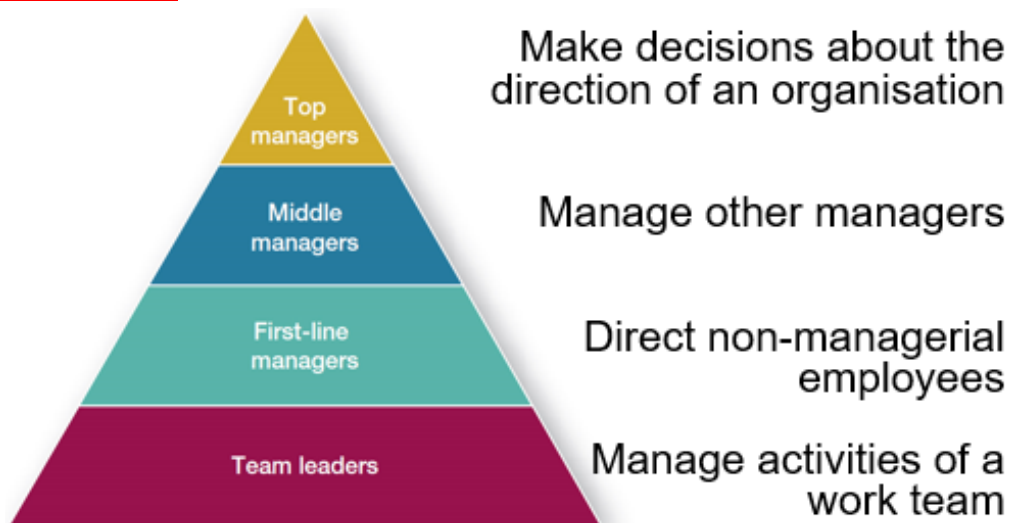 Top
managers
Make decisions about the
direction of an organisation
Middle
managers
Manage other managers
First-line
managers
Direct non-managerial
employees
Team leaders
Manage activities of a
work team